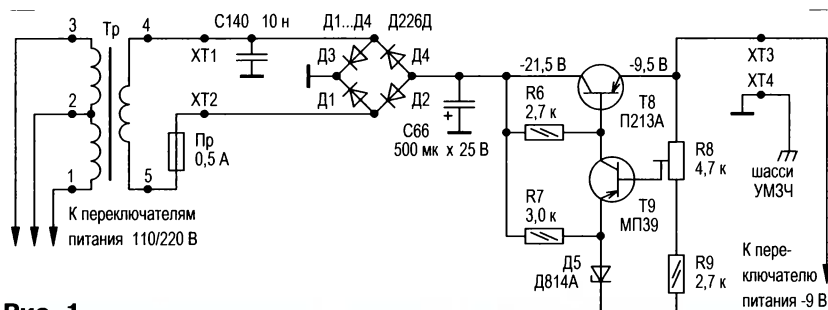 3
Тр
4
С140 10 н
Д1...Д4 Д226Д
ХТ1
Д3
Д4
-21,5 В
-9,5 В
ХТ3
ХТ4
2
ХТ2
Д1
Д2
R6
2,7 к
Т8
П213А
С66
500 мк х 25 В
+
Пр
0,5 А
R8
4,7 к
шасси
УМЗЧ
1
5
R7
3,0 к
Т9
МП39
К переключателям
питания 110/220 В
Д5
Д814А
R9
2,7 к
К пере-
ключателю
питания -9 В
Рис. 1